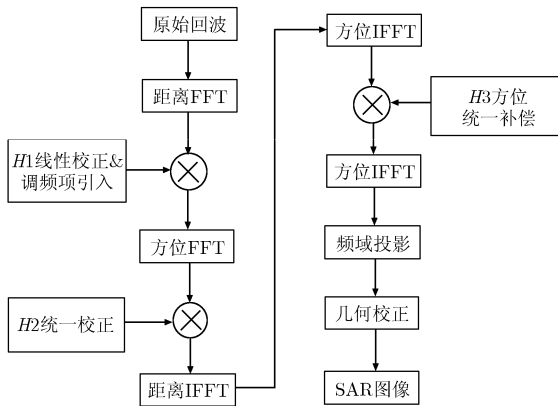 原始回波
距离FFT
H1线性校正&
调频项引入
方位FFT
H2统一校正
距离IFFT
方位IFFT
H3方位
统一补偿
方位IFFT
频域投影
几何校正
SAR图像